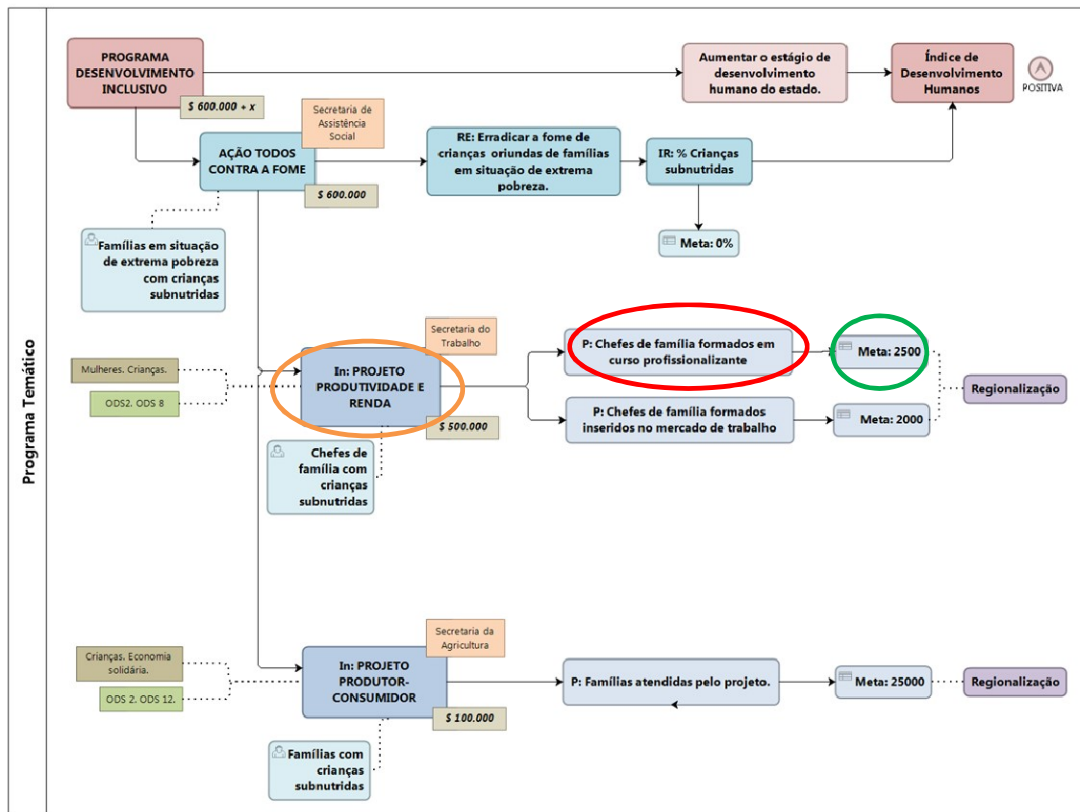 Programa Temático
PROGRAMA
DESENVOLVIMENTO
INCLUSIVO
$ 600.000 + x
Aumentar o estágio de
desenvolvimento
humano do estado.
Índice de
Desenvolvimento
Humanos
POSITIVA
Secretaria de
Assistência
Social
AÇÃO TODOS
CONTRA A FOME
$ 600.000
RE: Erradicar a fome de
crianças oriundas de famílias
em situação de extrema
pobreza.
IR: % Crianças
subnutridas
Meta: 0%
Famílias em situação
de extrema pobreza
com crianças
subnutridas
Secretaria do
Trabalho
Mulheres. Crianças.
ODS2. ODS 8
In: PROJETO
PRODUTIVIDADE E
RENDA
$ 500.000
Chefes de
família com
crianças
subnutridas
P: Chefes de família formados em
curso profissionalizante
Meta: 2500
P: Chefes de família formados
inseridos no mercado de trabalho
Meta: 2000
Regionalização
Secretaria da
Agricultura
Crianças. Economia
solidária.
ODS 2. ODS 12.
In: PROJETO
PRODUTOR-
CONSUMIDOR
$ 100.000
Famílias com
crianças
subnutridas
P: Famílias atendidas pelo projeto.
Meta: 25000
Regionalização